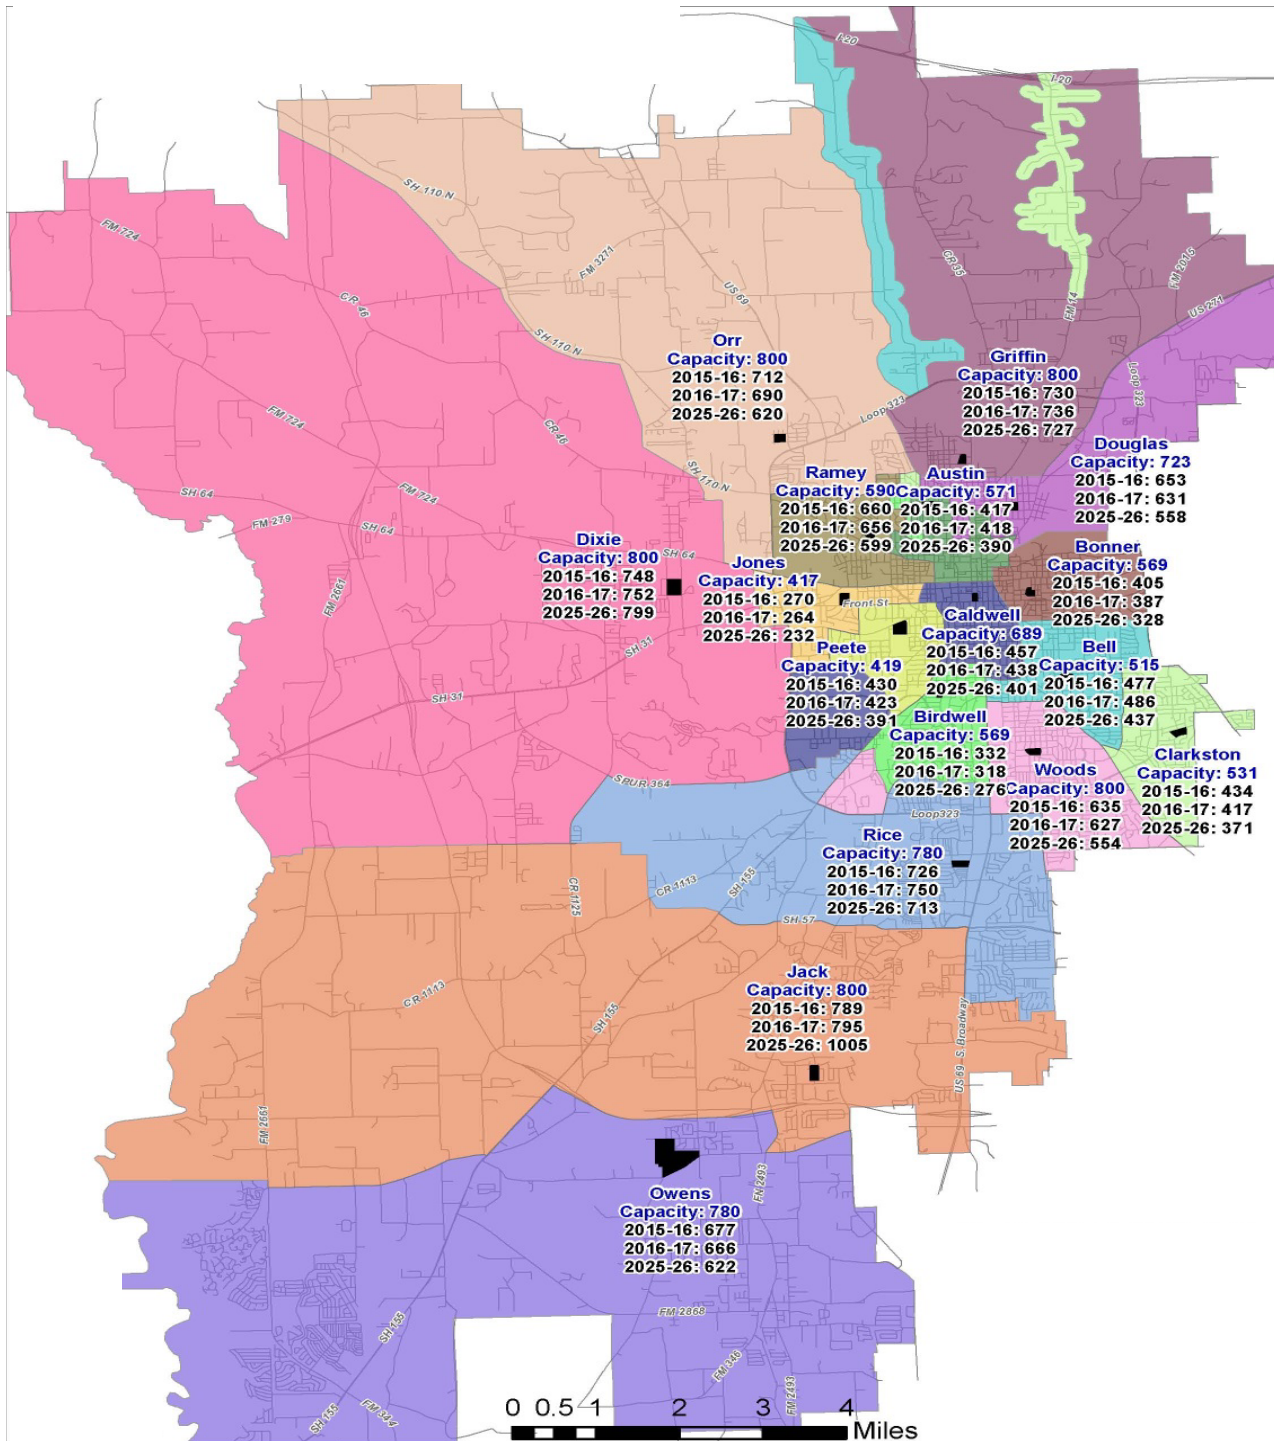 I-20
I-20
SH 110 N
FM 724
CR 46
FM 3271
US 69
CR 35
FM 2015
FM 14
US 271
SH 110 N
Loop 323
Loop 323
Orr
Capacity: 800
2015-16: 712
2016-17: 690
2025-26: 620
Griffin
Capacity: 800
2015-16: 730
2016-17: 736
2025-26: 727
FM 724
CR 46
SH 110 N
Douglas
Capacity: 723
2015-16: 653
2016-17: 631
2025-26: 558
Ramey
Capacity: 590
2015-16: 660
2016-17: 656
2025-26: 599
Austin
Capacity: 571
2015-16: 417
2016-17: 418
2025-26: 390
SH 64
FM 724
FM 279
SH 64
SH 64
Dixie
Capacity: 800
2015-16: 748
2016-17: 752
2025-26: 799
Jones
Capacity: 417
2015-16: 270
2016-17: 264
2025-26: 232
Bonner
Capacity: 569
2015-16: 405
2016-17: 387
2025-26: 328
FM 2661
Front St
Caldwell
Capacity: 689
2015-16: 457
2016-17: 438
2025-26: 401
SH 31
Peete
Capacity: 419
2015-16: 430
2016-17: 423
2025-26: 391
Bell
Capacity: 515
2015-16: 477
2016-17: 486
2025-26: 437
SH 31
Birdwell
Capacity: 569
2015-16: 332
2016-17: 318
2025-26: 276
Clarkston
Capacity: 531
2015-16: 434
2016-17: 417
2025-26: 371
Woods
Capacity: 800
2015-16: 635
2016-17: 627
2025-26: 554
SPUR 364
Loop323
Rice
Capacity: 780
2015-16: 726
2016-17: 750
2025-26: 713
CR 1125
CR 1113
SH 155
SH 57
Jack
Capacity: 800
2015-16: 789
2016-17: 795
2025-26: 1005
CR 1113
SH 155
US 69 S. Broadway
FM 2661
Owens
Capacity: 780
2015-16: 677
2016-17: 666
2025-26: 622
FM 2493
FM 2868
SH 155
FM 346
FM 2493
SH 155
FM 344
0 0.5 1 2 3 4
Miles